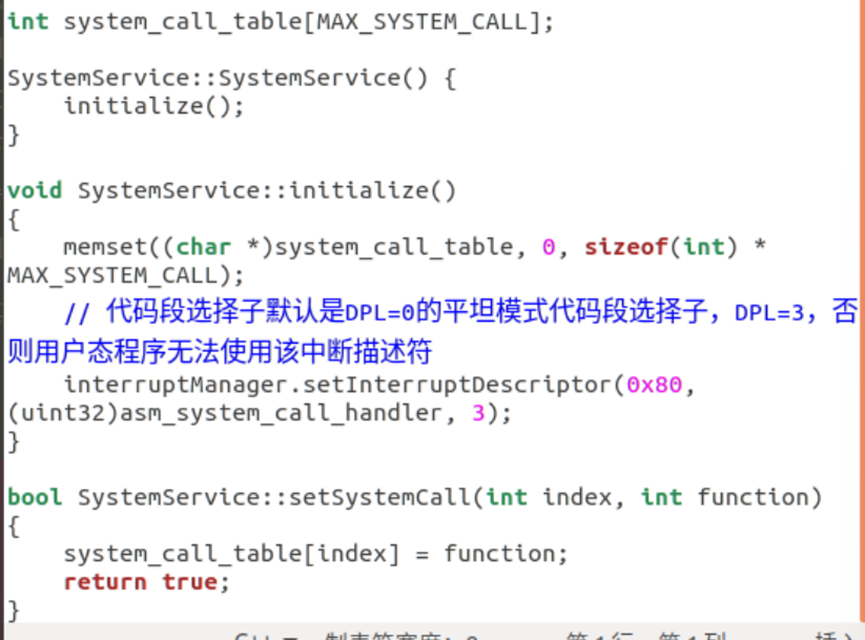 int system_call_table[MAX_SYSTEM_CALL];
SystemService::SystemService() {
    initialize();
}
void SystemService::initialize()
{
    memset((char *)system_call_table, 0, sizeof(int) *
MAX_SYSTEM_CALL);
    // 代码段选择子默认是DPL=0的平坦模式代码段选择子，DPL=3，否
则用户态程序无法使用该中断描述符
    interruptManager.setInterruptDescriptor(0x80,
(uint32)asm_system_call_handler, 3);
}
bool SystemService::setSystemCall(int index, int function)
{
    system_call_table[index] = function;
    return true;
}